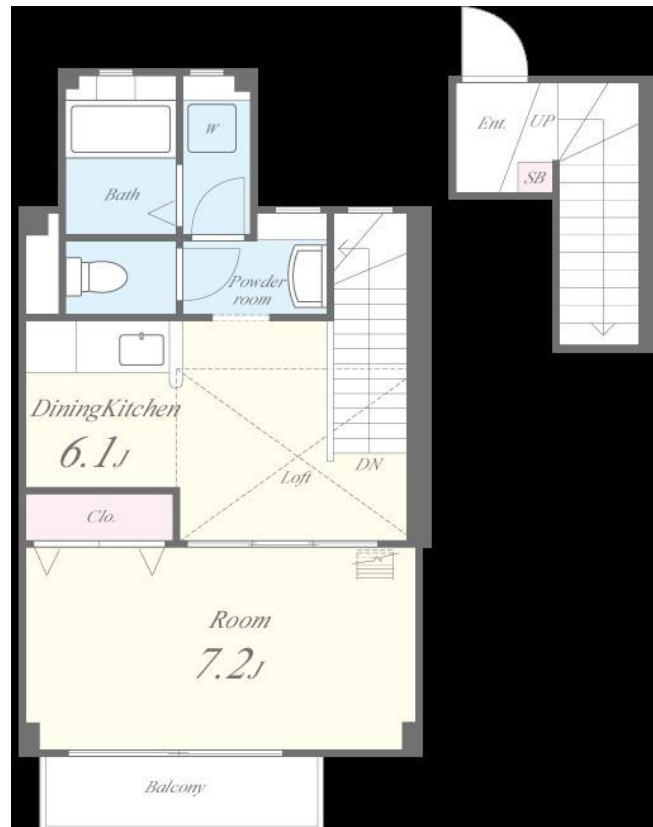 Ent.
UP
SB
W
Bath
Powder
room
DiningKitchen
6.1J
Loft
DN
Clo.
Room
7.2J
Balcony